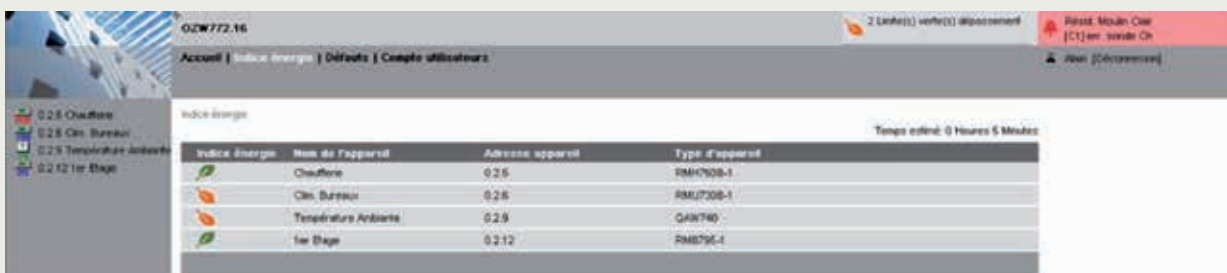 OZW772.16
2 Limite(s) verte(s) dépassement
Résid. Moulin Clair
[C1]err. sonde Ch
Accueil | Indice énergie | Défauts | Compte utilisateurs
[Déconnexion]
0.2.5 Chaufferie
0.2.6 Clim. Bureaux
0.2.9 Température Ambiante
0.2.12 1er Etage
Indice énergie
Temps estimé: 0 Heures 5 Minutes
Indice énergie Nom de l'appareil Adresse appareil Type d'appareil
Chaufferie 0.2.5 RMH760B-1
Clim. Bureaux 0.2.6 RMU730B-1
Température Ambiante 0.2.9 QAW740
1er Etage 0.2.12 RMB795-1